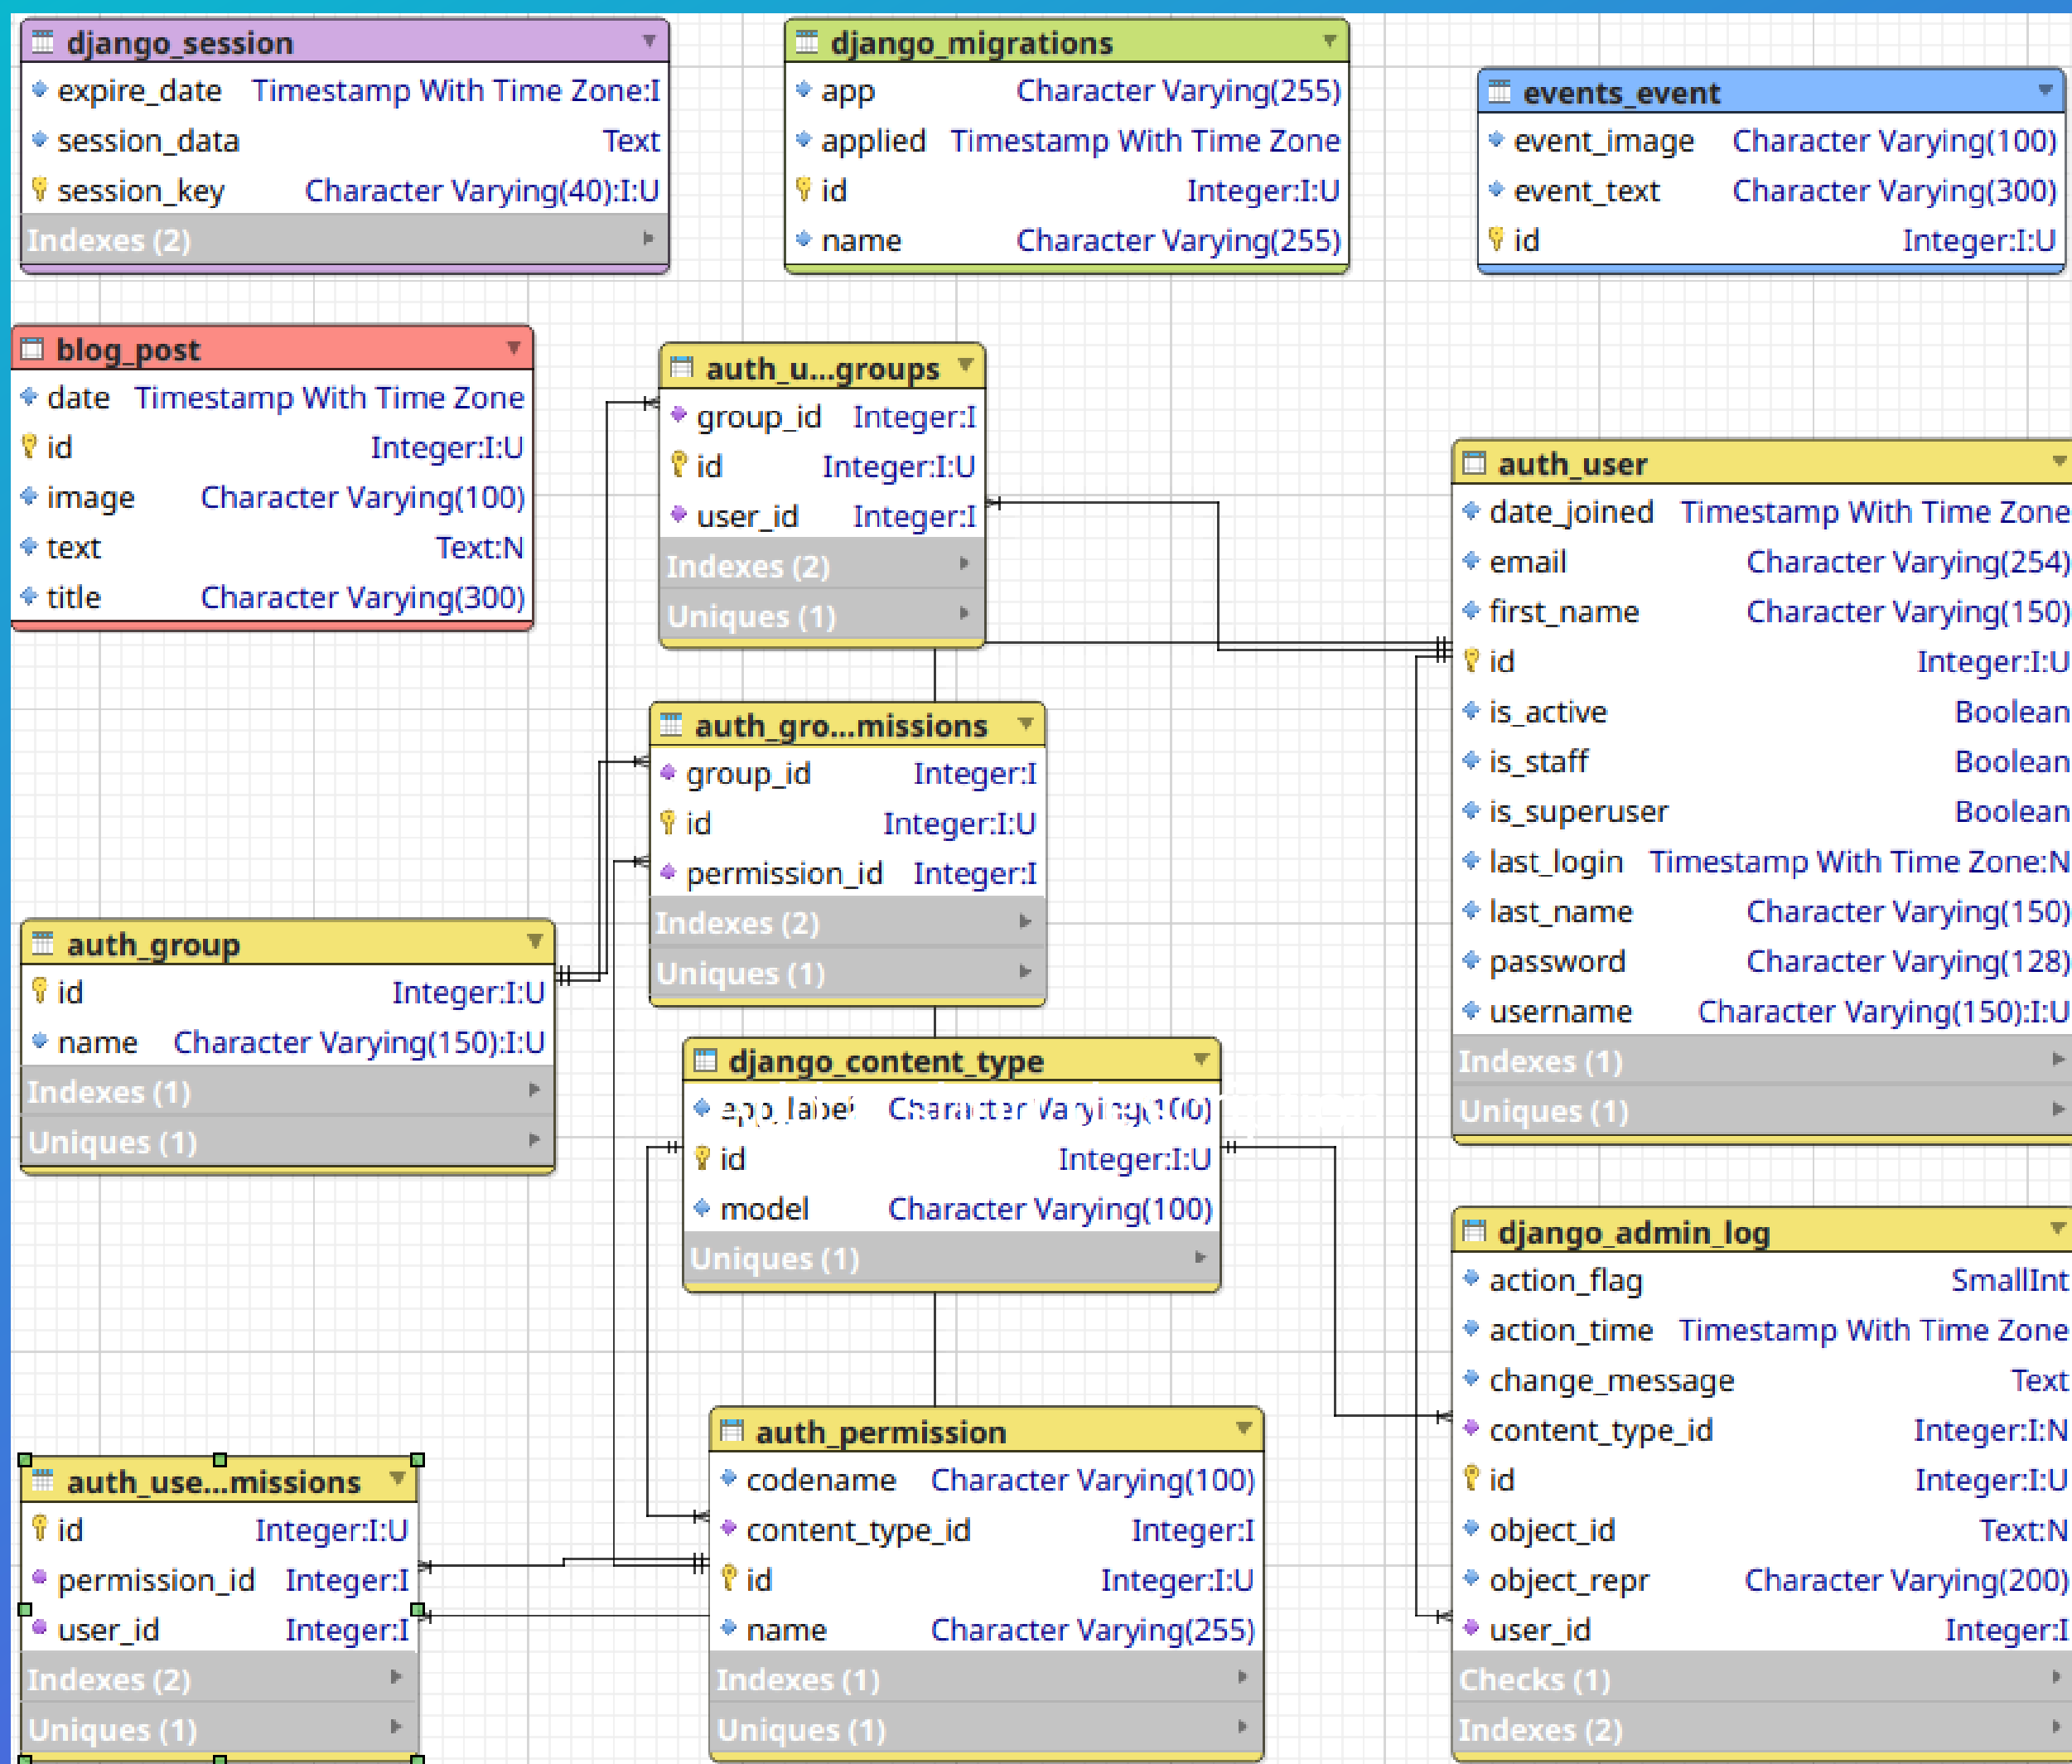 django_session
expire_date Timestamp With Time Zone:I
session_data Text
session_key Character Varying(40):I:U
Indexes (2)
django_migrations
app Character Varying(255)
applied Timestamp With Time Zone
id Integer:I:U
name Character Varying(255)
events_event
event_image Character Varying(100)
event_text Character Varying(300)
id Integer:I:U
blog_post
date Timestamp With Time Zone
id Integer:I:U
image Character Varying(100)
text Text:N
title Character Varying(300)
auth_u...groups
group_id Integer:I
id Integer:I:U
user_id Integer:I
Indexes (2)
Uniques (1)
auth_user
date_joined Timestamp With Time Zone
email Character Varying(254)
first_name Character Varying(150)
id Integer:I:U
is_active Boolean
is_staff Boolean
is_superuser Boolean
last_login Timestamp With Time Zone:N
last_name Character Varying(150)
password Character Varying(128)
username Character Varying(150):I:U
Indexes (1)
Uniques (1)
auth_gro...missions
group_id Integer:I
id Integer:I:U
permission_id Integer:I
Indexes (2)
Uniques (1)
auth_group
id Integer:I:U
name Character Varying(150):I:U
Indexes (1)
Uniques (1)
django_content_type
app_label Character Varying(100)
id Integer:I:U
model Character Varying(100)
Uniques (1)
django_admin_log
action_flag SmallInt
action_time Timestamp With Time Zone
change_message Text
content_type_id Integer:I:N
id Integer:I:U
object_id Text:N
object_repr Character Varying(200)
user_id Integer:I
Checks (1)
Indexes (2)
auth_permission
codename Character Varying(100)
content_type_id Integer:I
id Integer:I:U
name Character Varying(255)
Indexes (1)
Uniques (1)
auth_use...missions
id Integer:I:U
permission_id Integer:I
user_id Integer:I
Indexes (2)
Uniques (1)